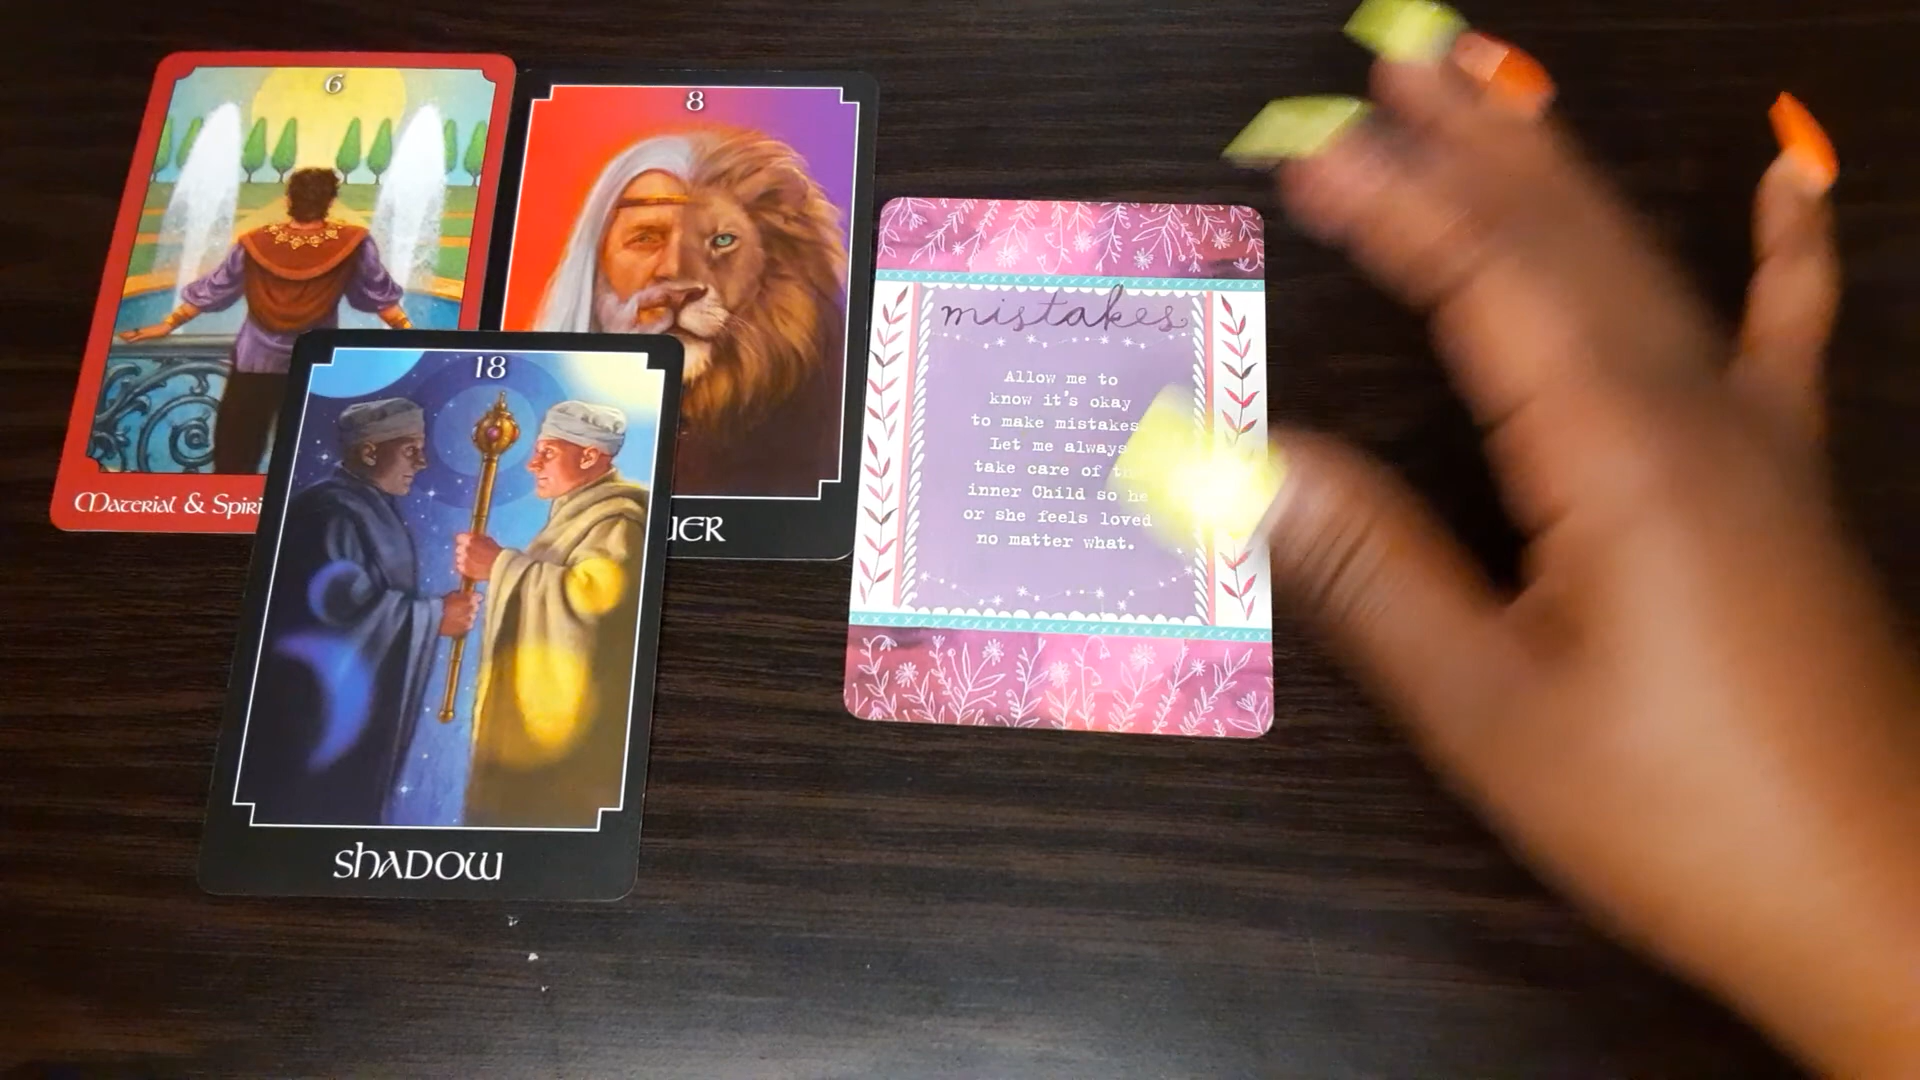 6
Material & Spiri
8
UER
18
ShADOW
mistakes
Allow me to
know it's okay
to make mistakes.
Let me always
take care of
inner Child so he
or she feels loved
no matter what.